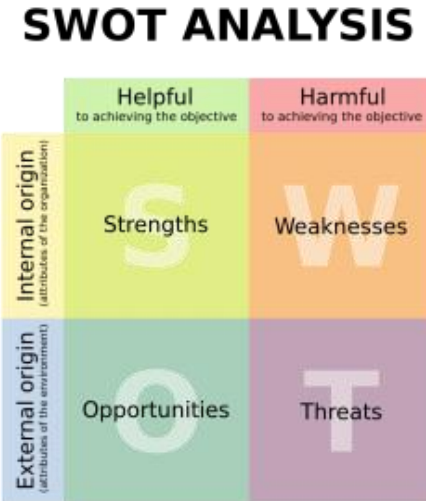 SWOT ANALYSIS
Helpful
to achieving the objective
Harmful
to achieving the objective
Internal origin
(attributes of the organization)
S
Strengths
W
Weaknesses
External origin
(attributes of the environment)
O
Opportunities
T
Threats